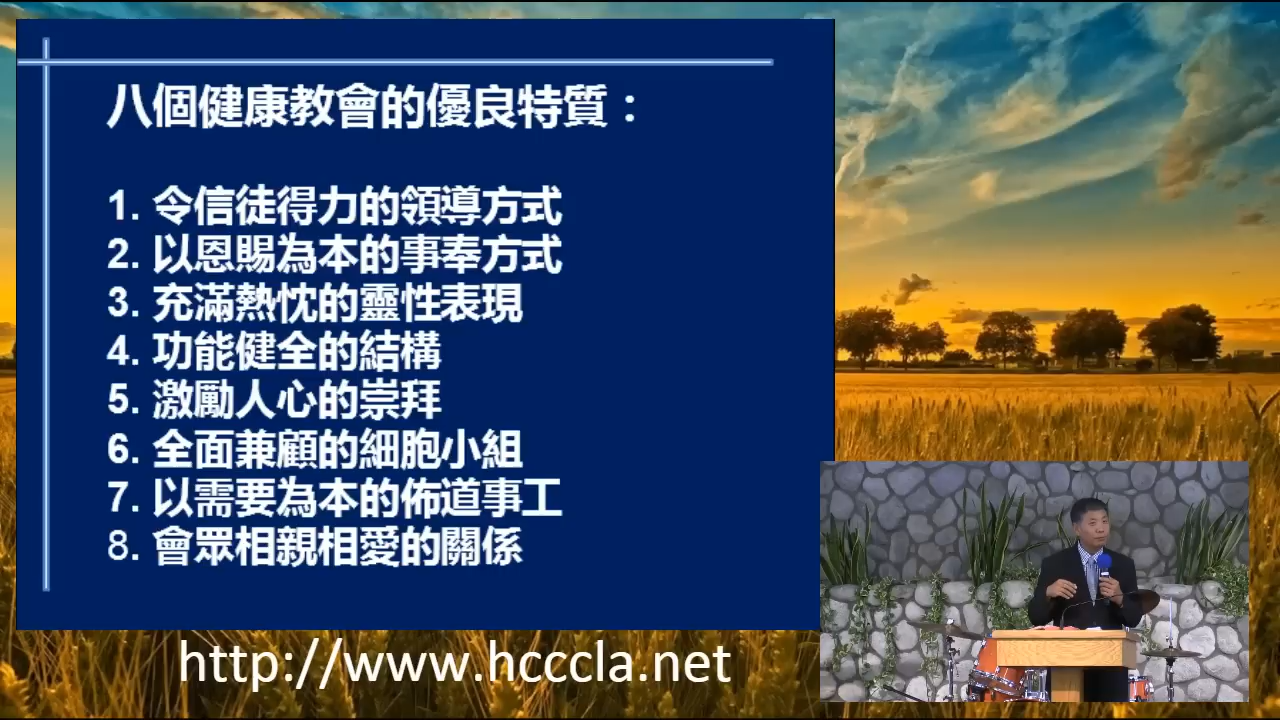 八個健康教會的優良特質：
1. 令信徒得力的領導方式
2. 以恩賜為本的事奉方式
3. 充滿熱忱的靈性表現
4. 功能健全的結構
5. 激勵人心的崇拜
6. 全面兼顧的細胞小組
7. 以需要為本的佈道事工
8. 會眾相親相愛的關係
http://www.hcccla.net